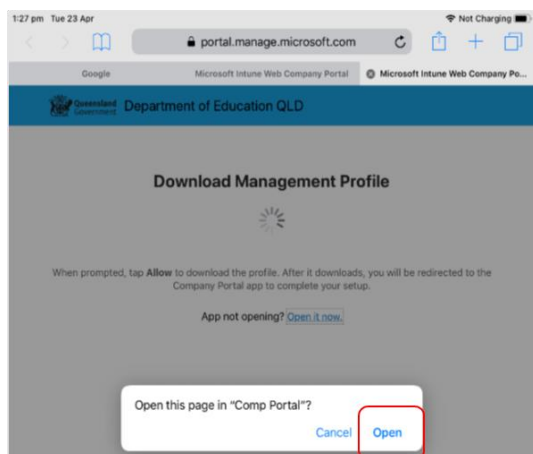 1:27 pm Tue 23 Apr Not Charging
portal.manage.microsoft.com
Google Microsoft Intune Web Company Portal Microsoft Intune Web Company Po...
Queensland
Government
Department of Education QLD
Download Management Profile
When prompted, tap Allow to download the profile. After it downloads, you will be redirected to the
Company Portal app to complete your setup.
App not opening? Open it now.
Open this page in “Comp Portal”?
Cancel Open